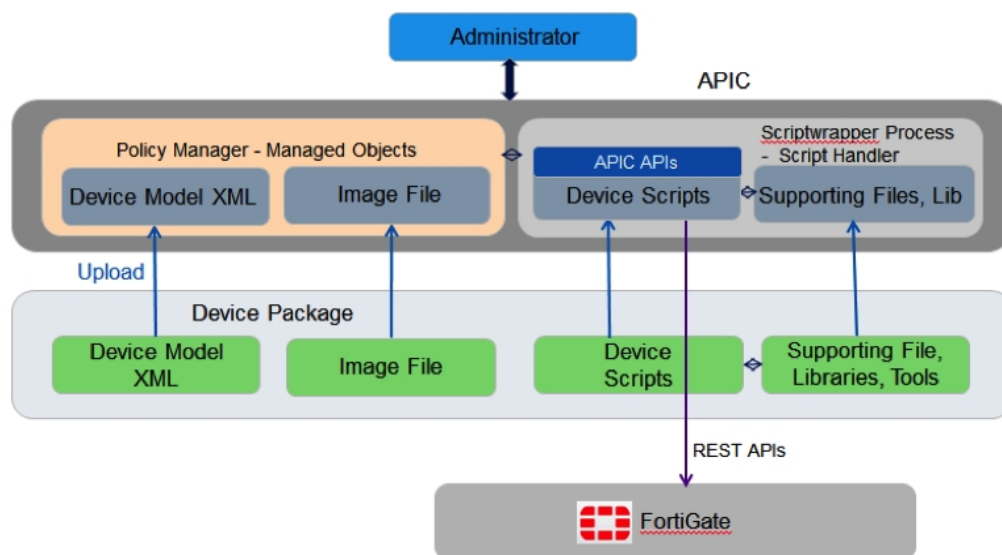 Administrator
APIC
Policy Manager - Managed Objects
Device Model XML
Image File
APIC APIs
Device Scripts
Scriptwrapper Process
- Script Handler
Supporting Files, Lib
Upload
Device Package
Device Model
XML
Image File
Device
Scripts
Supporting File,
Libraries, Tools
REST APIs
FortiGate